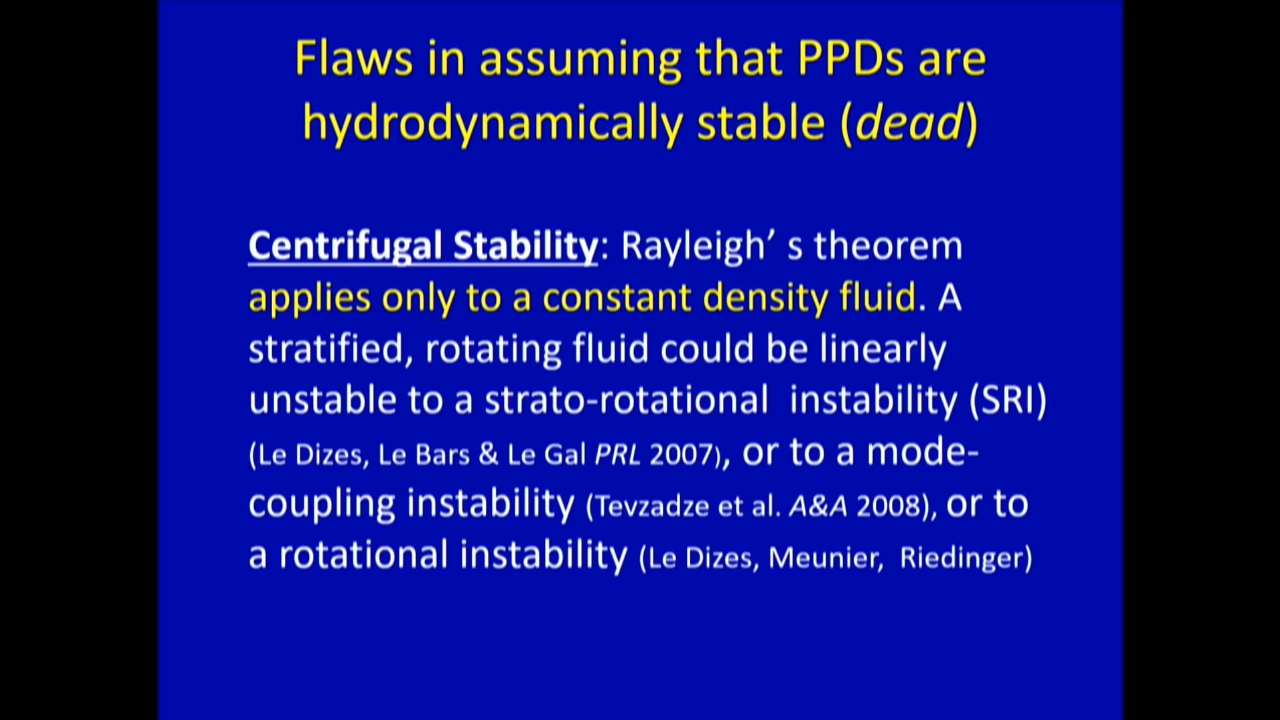 Flaws in assuming that PPDs are
hydrodynamically stable (dead)
Centrifugal Stability: Rayleigh’ s theorem
applies only to a constant density fluid. A
stratified, rotating fluid could be linearly
unstable to a strato-rotational instability (SRI)
(Le Dizes, Le Bars & Le Gal PRL 2007), or to a mode-
coupling instability (Tevzadze et al. A&A 2008), or to
a rotational instability (Le Dizes, Meunier, Riedinger)